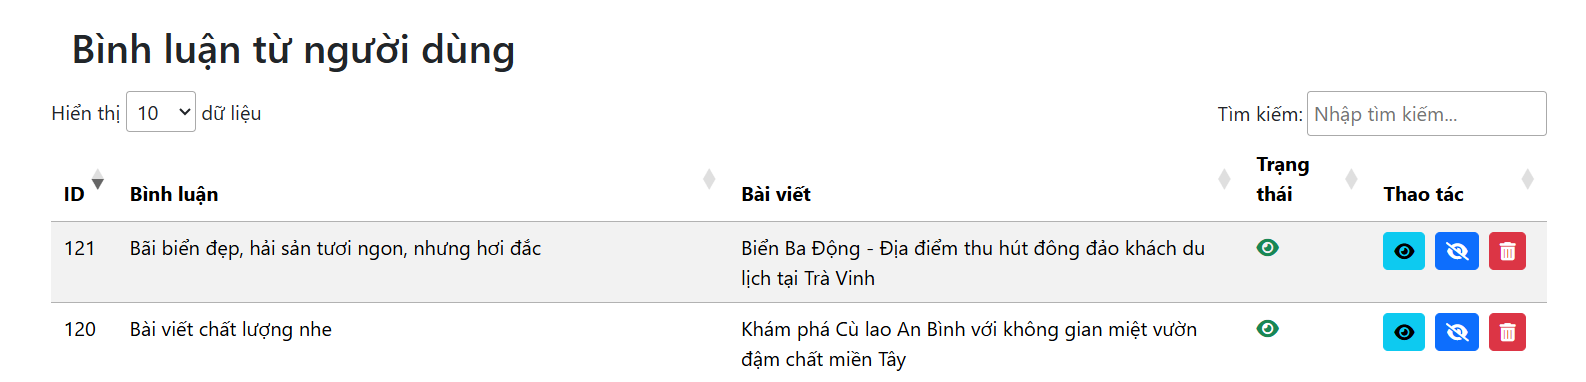 Bình luận từ người dùng
Hiển thị 10 dữ liệu
Tìm kiếm: Nhập tìm kiếm...
ID Bình luận Bài viết Trạng thái Thao tác
121 Bãi biển đẹp, hải sản tươi ngon, nhưng hơi đắc Biển Ba Động - Địa điểm thu hút đông đảo khách du
lịch tại Trà Vinh
120 Bài viết chất lượng nhe Khám phá Cù lao An Bình với không gian miệt vườn
đậm chất miền Tây